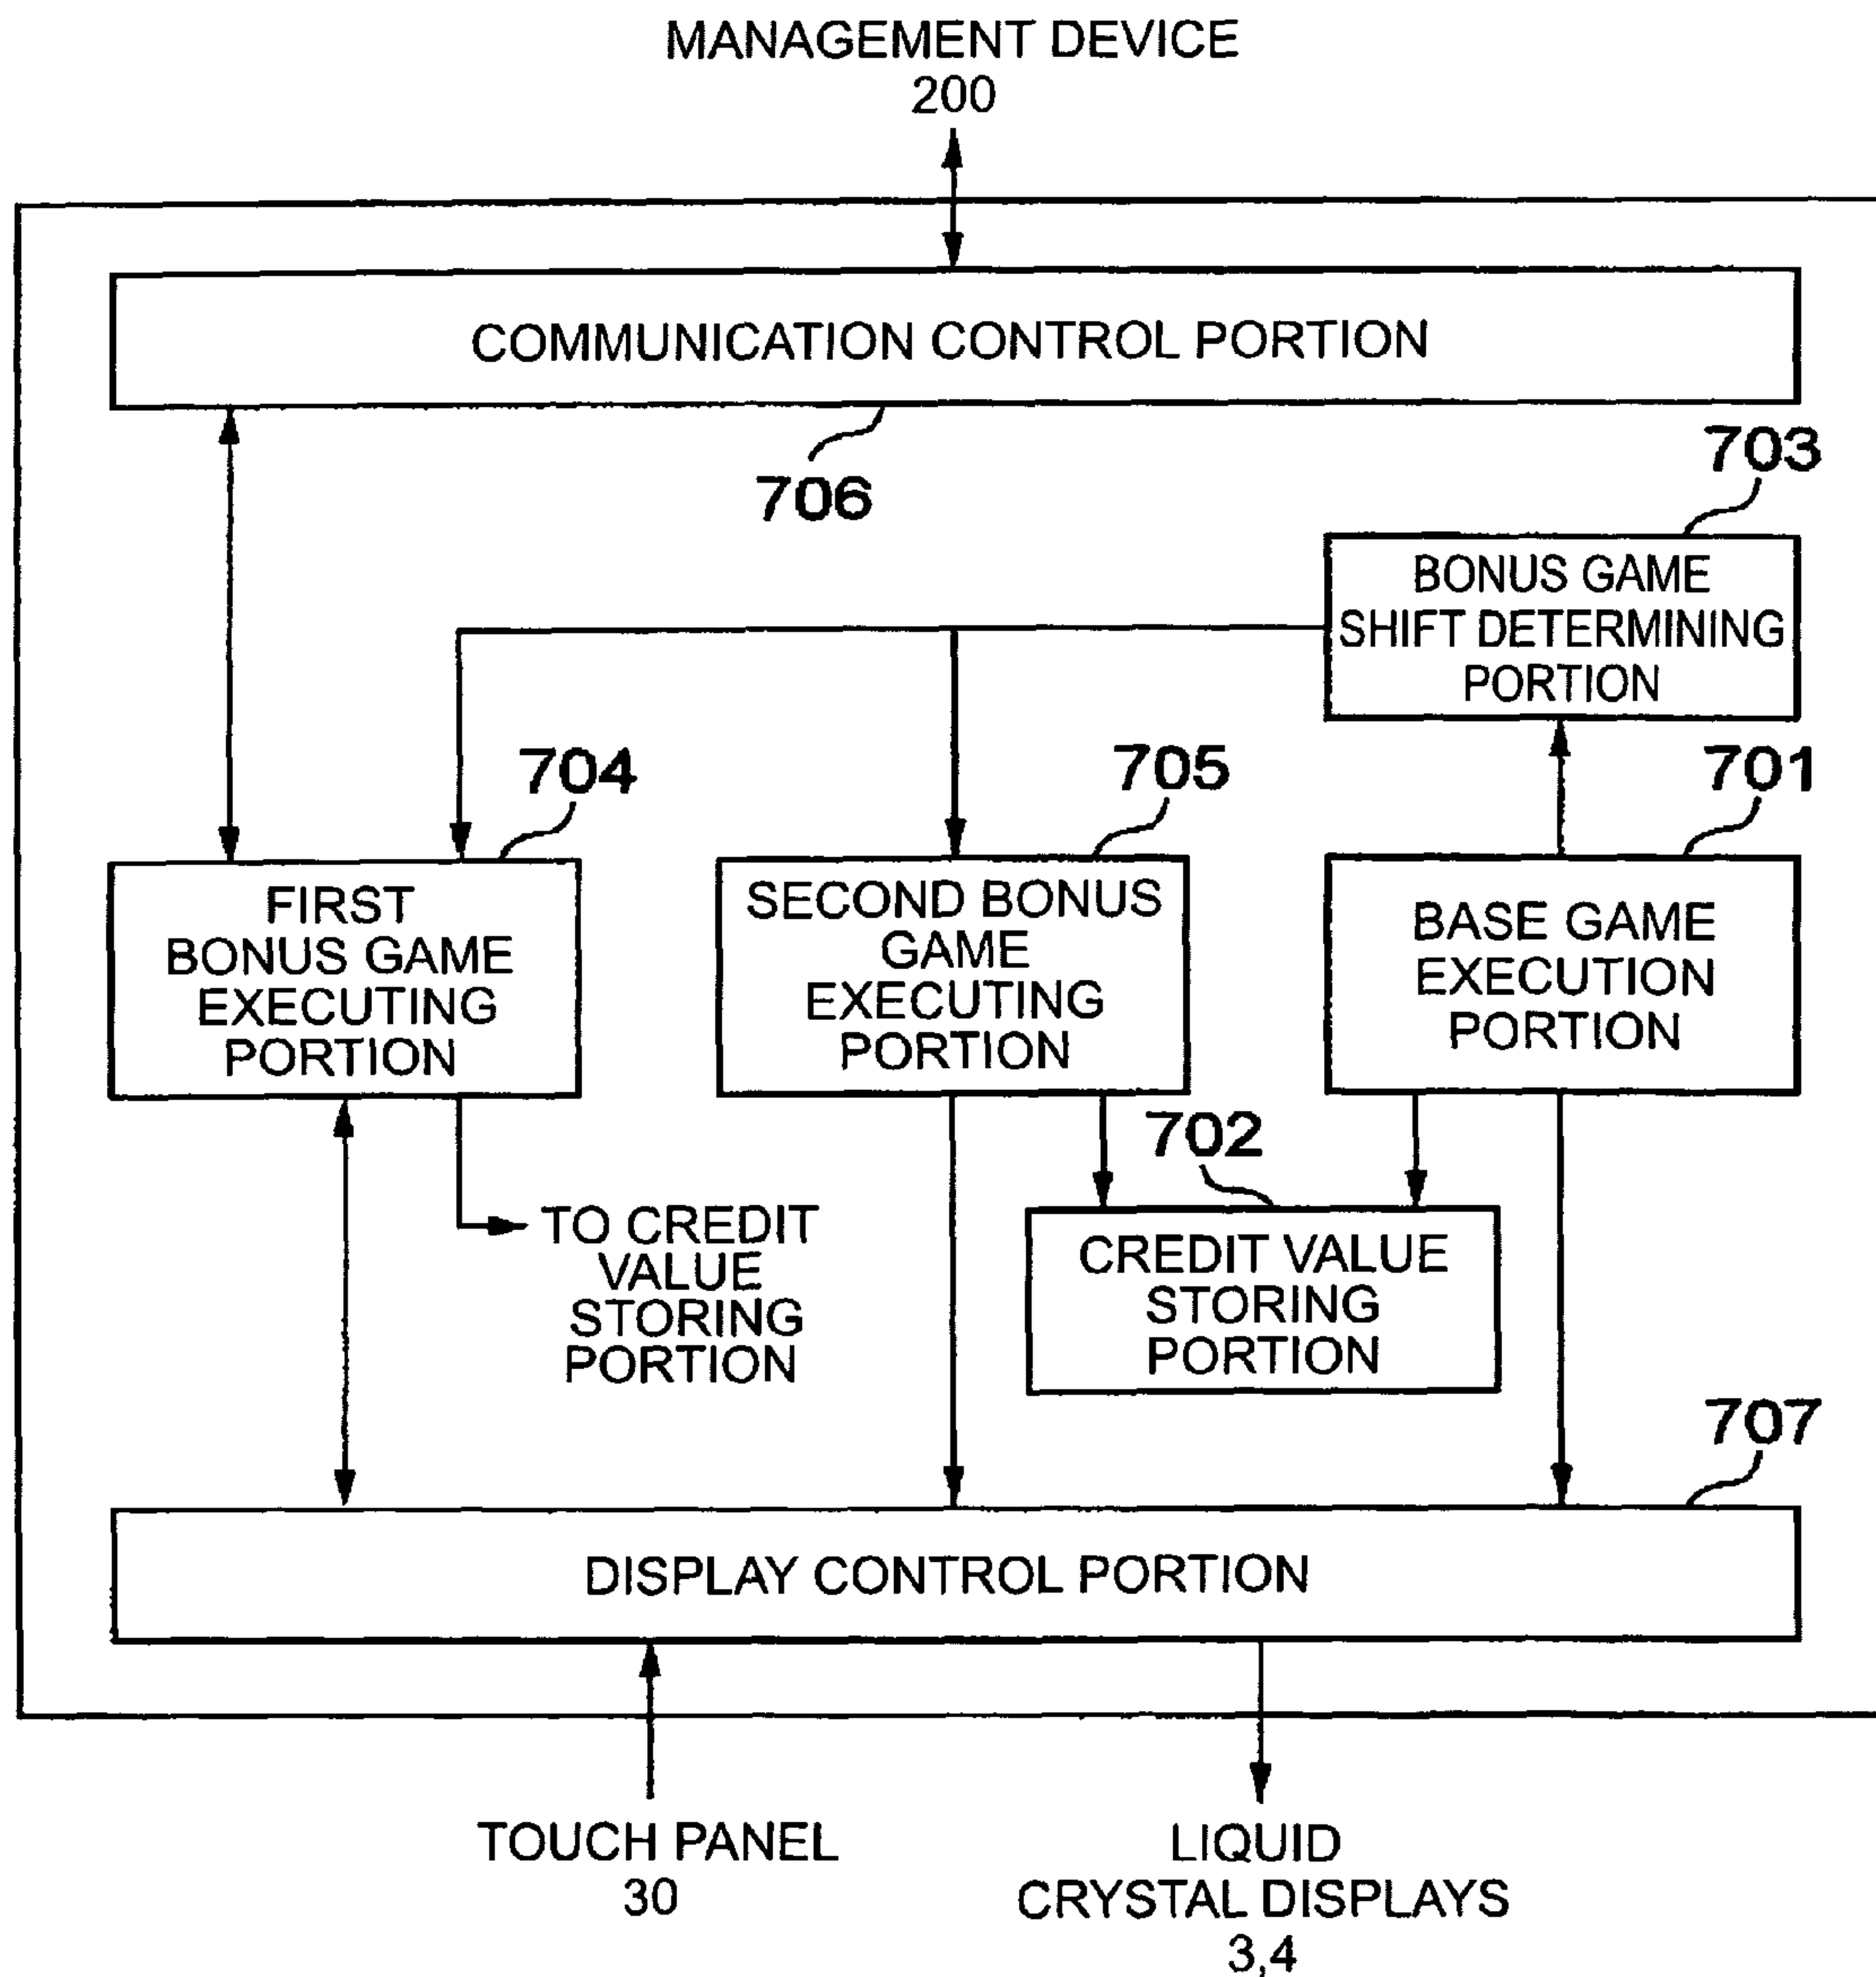 MANAGEMENT DEVICE
200
COMMUNICATION CONTROL PORTION
706
703
BONUS GAME
SHIFT DETERMINING
PORTION
704
705
701
FIRST
BONUS GAME
EXECUTING
PORTION
SECOND BONUS
GAME
EXECUTING
PORTION
BASE GAME
EXECUTION
PORTION
702
TO CREDIT
VALUE
STORING
PORTION
CREDIT VALUE
STORING
PORTION
707
DISPLAY CONTROL PORTION
TOUCH PANEL
30
LIQUID
CRYSTAL DISPLAYS
3,4